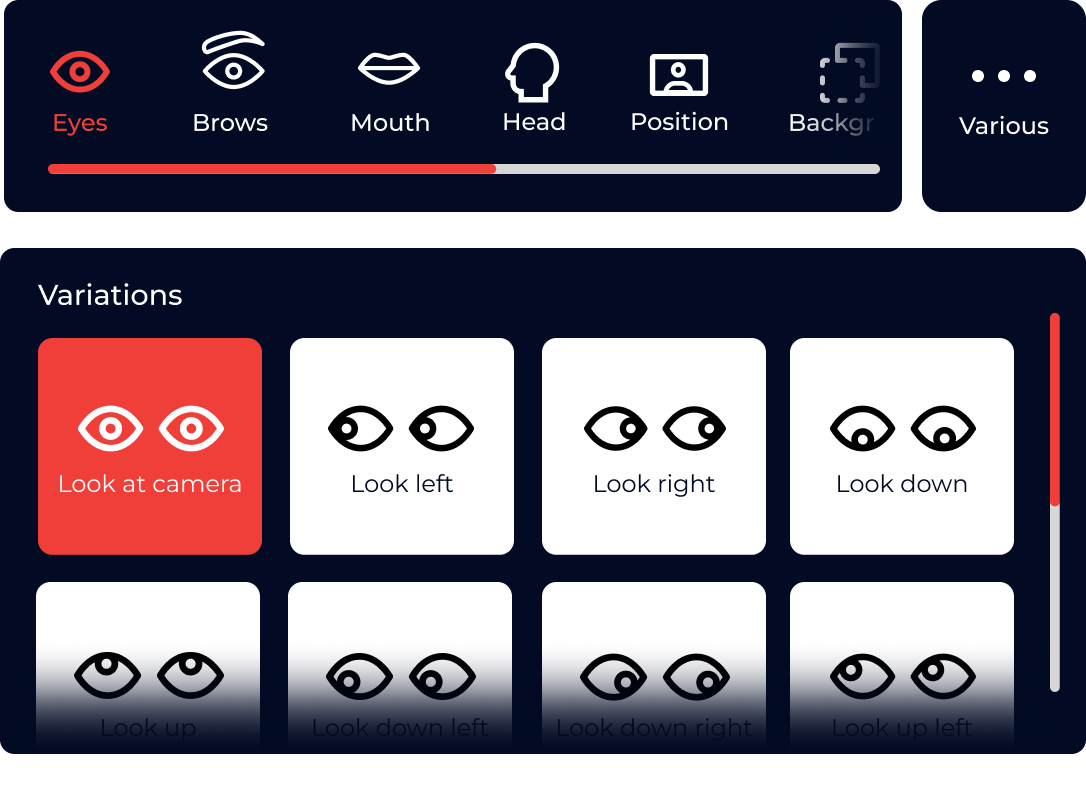 Eyes
Brows
Mouth
Head
Position
Backgr
Various
Variations
Look at camera
Look left
Look right
Look down
Look up
Look down left
Look down right
Look up left